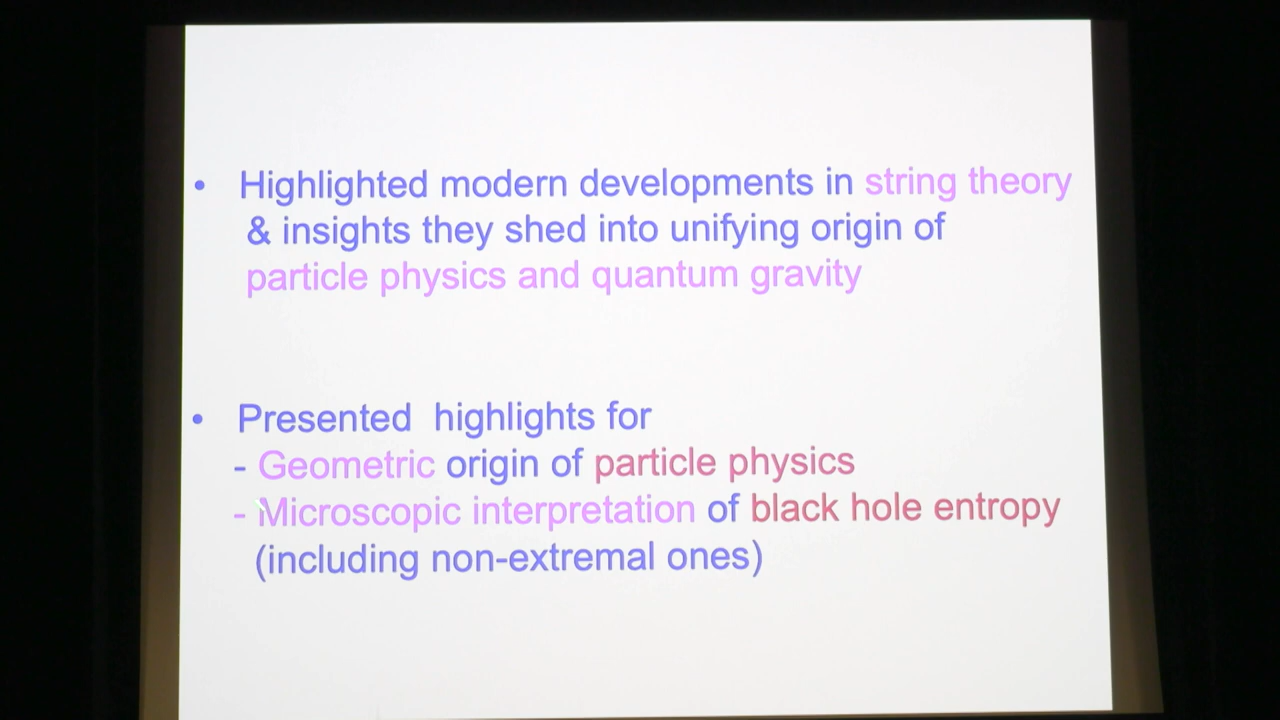 • Highlighted modern developments in string theory
& insights they shed into unifying origin of
particle physics and quantum gravity
• Presented highlights for
- Geometric origin of particle physics
- Microscopic interpretation of black hole entropy
(including non-extremal ones)